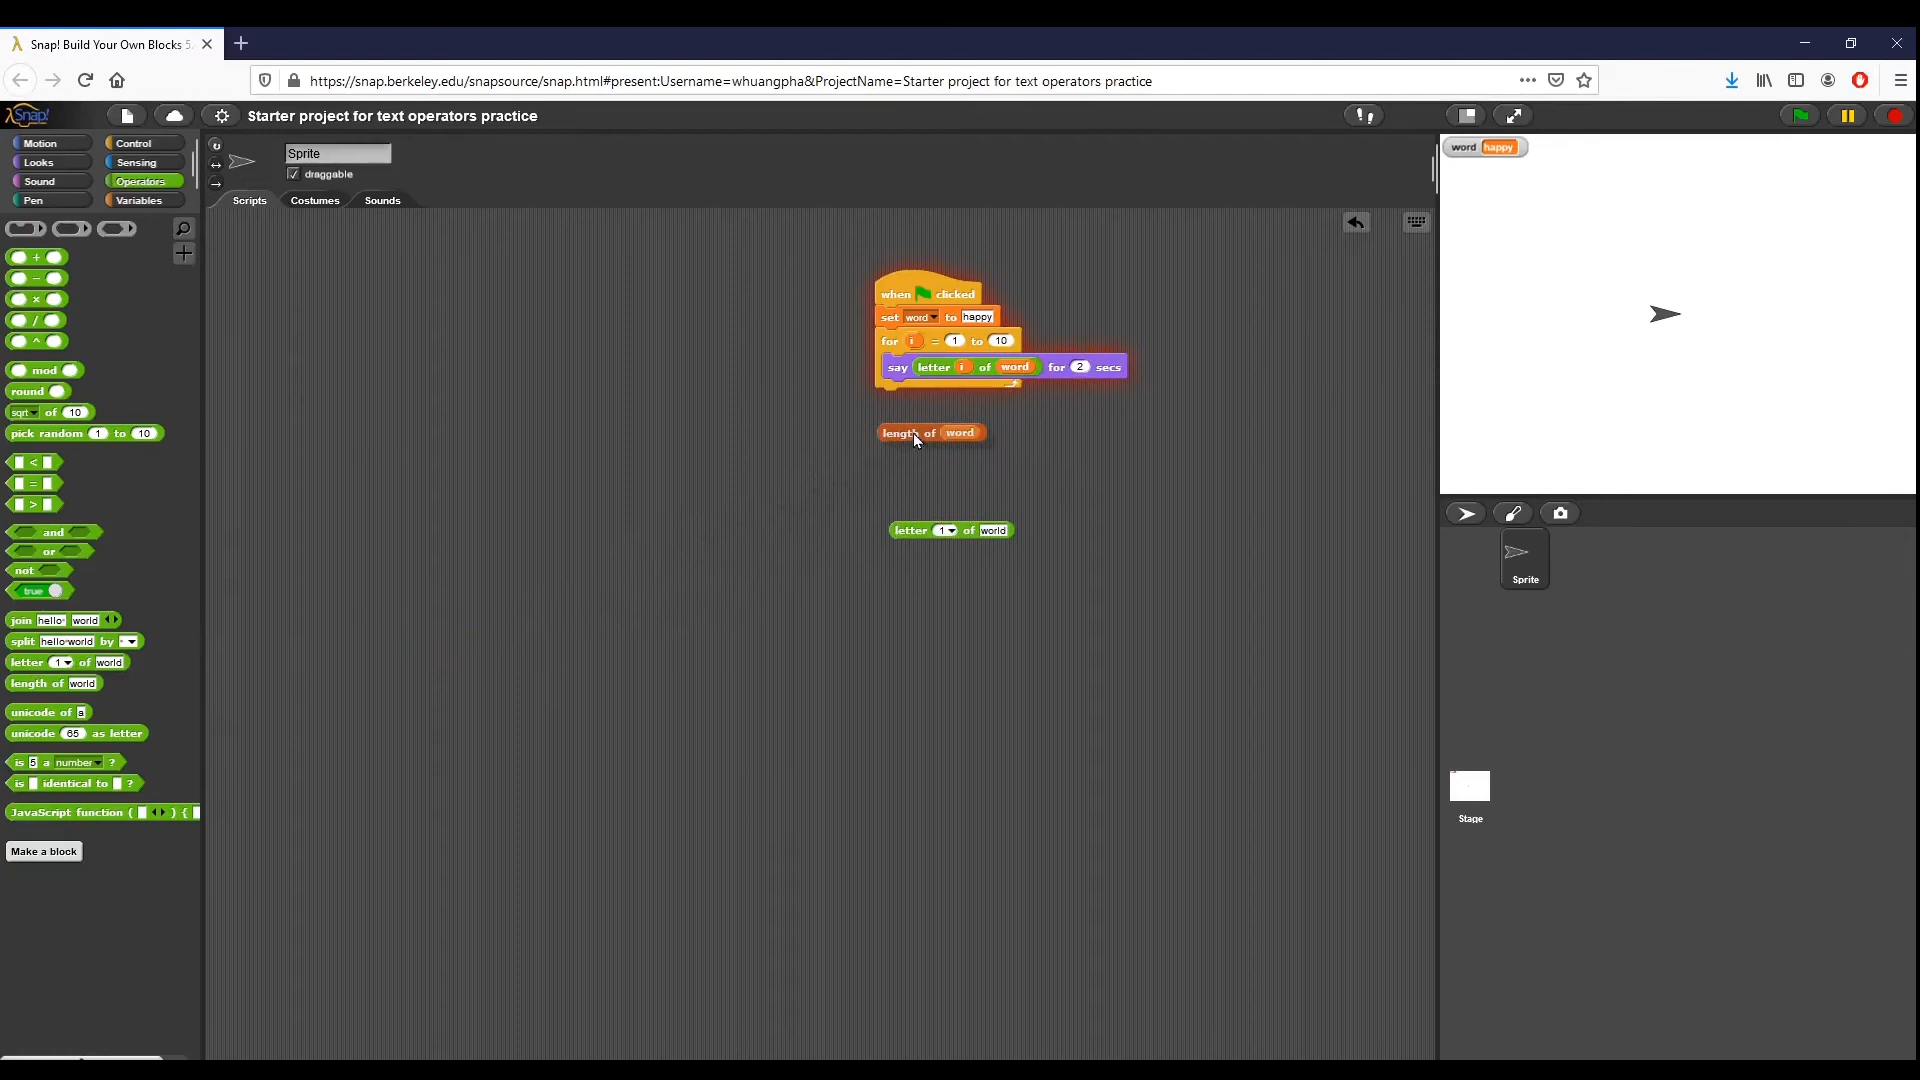 Snap! Build Your Own Blocks 5.
https://snap.berkeley.edu/snapsource/snap.html#present:Username=whuangpha&ProjectName=Starter project for text operators practice
Snap!
Starter project for text operators practice
Motion Control
Looks Sensing
Sound Operators
Pen Variables
Sprite
draggable
Scripts Costumes Sounds
+
−
×
/
^
mod
round
sqrt of 10
pick random 1 to 10
<
=
>
and
or
not
true
join hello world
split hello world by
letter 1 of world
length of world
unicode of a
unicode 65 as letter
is 5 a number ?
is identical to ?
JavaScript function ( ) {
Make a block
when clicked
set word to happy
for i = 1 to 10
say letter i of word for 2 secs
length of word
letter 1 of world
word happy
Sprite
Stage